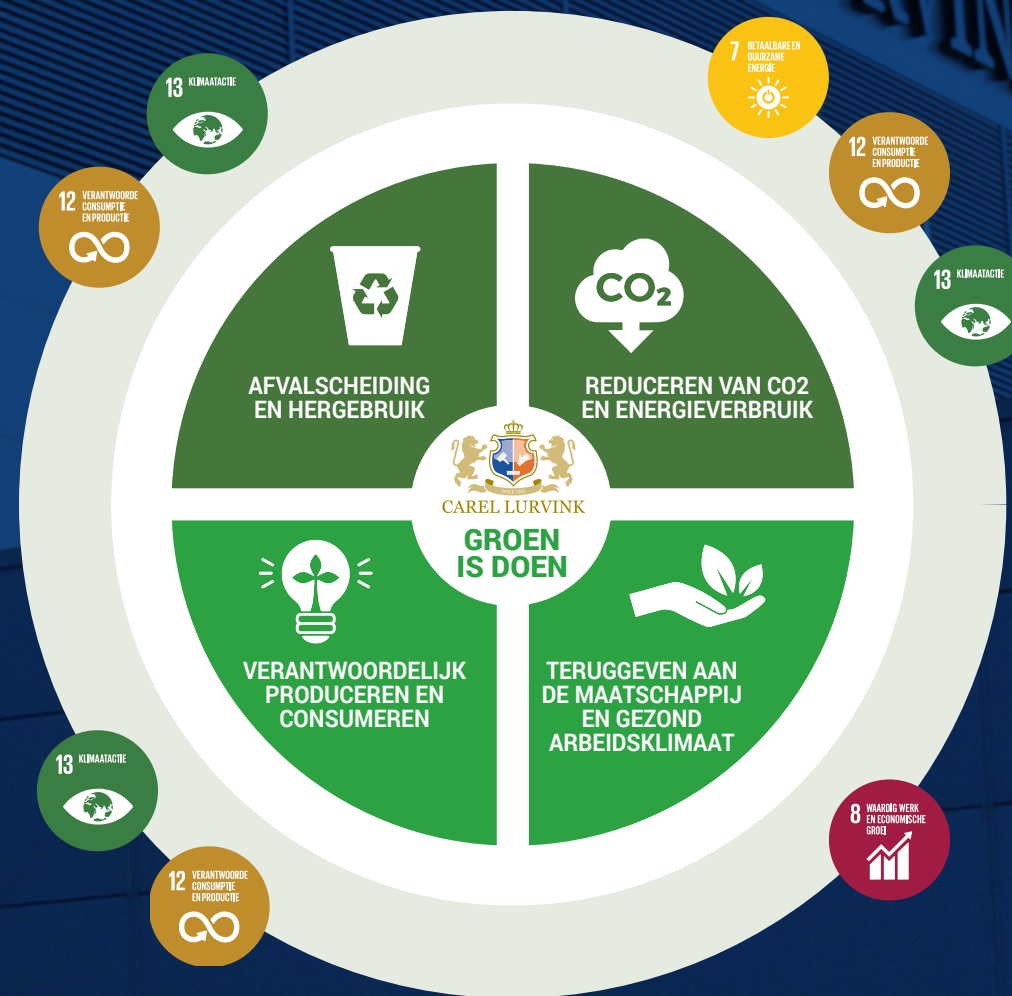 13 KLIMAATACTIE
7 BETAALBARE EN
DUURZAME
ENERGIE
12 VERANTWOORDE
CONSUMPTIE
EN PRODUCTIE
12 VERANTWOORDE
CONSUMPTIE
EN PRODUCTIE
13 KLIMAATACTIE
CO2
AFVALSCHEIDING
EN HERGEBRUIK
REDUCEREN VAN CO2
EN ENERGIEVERBRUIK
CAREL LURVINK
GROEN
IS DOEN
VERANTWOORDELIJK
PRODUCEREN EN
CONSUMEREN
TERUGGEVEN AAN
DE MAATSCHAPPIJ
EN GEZOND
ARBEIDSKLIMAAT
13 KLIMAATACTIE
8 WAARDIG WERK
EN ECONOMISCHE
GROEI
12 VERANTWOORDE
CONSUMPTIE
EN PRODUCTIE